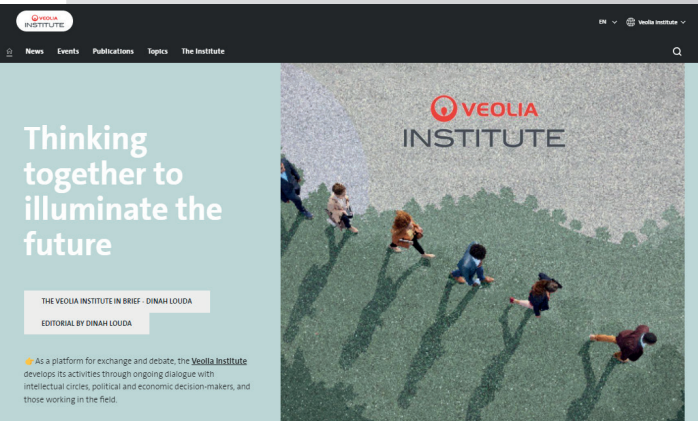 VEOLIA
INSTITUTE
EN
Veolia Institute
News Events Publications Topics The Institute
VEOLIA
INSTITUTE
Thinking
together to
illuminate the
future
THE VEOLIA INSTITUTE IN BRIEF - DINAH LOUDA
EDITORIAL BY DINAH LOUDA
👉As a platform for exchange and debate, the Veolia Institute
develops its activities through ongoing dialogue with
intellectual circles, political and economic decision-makers, and
those working in the field.